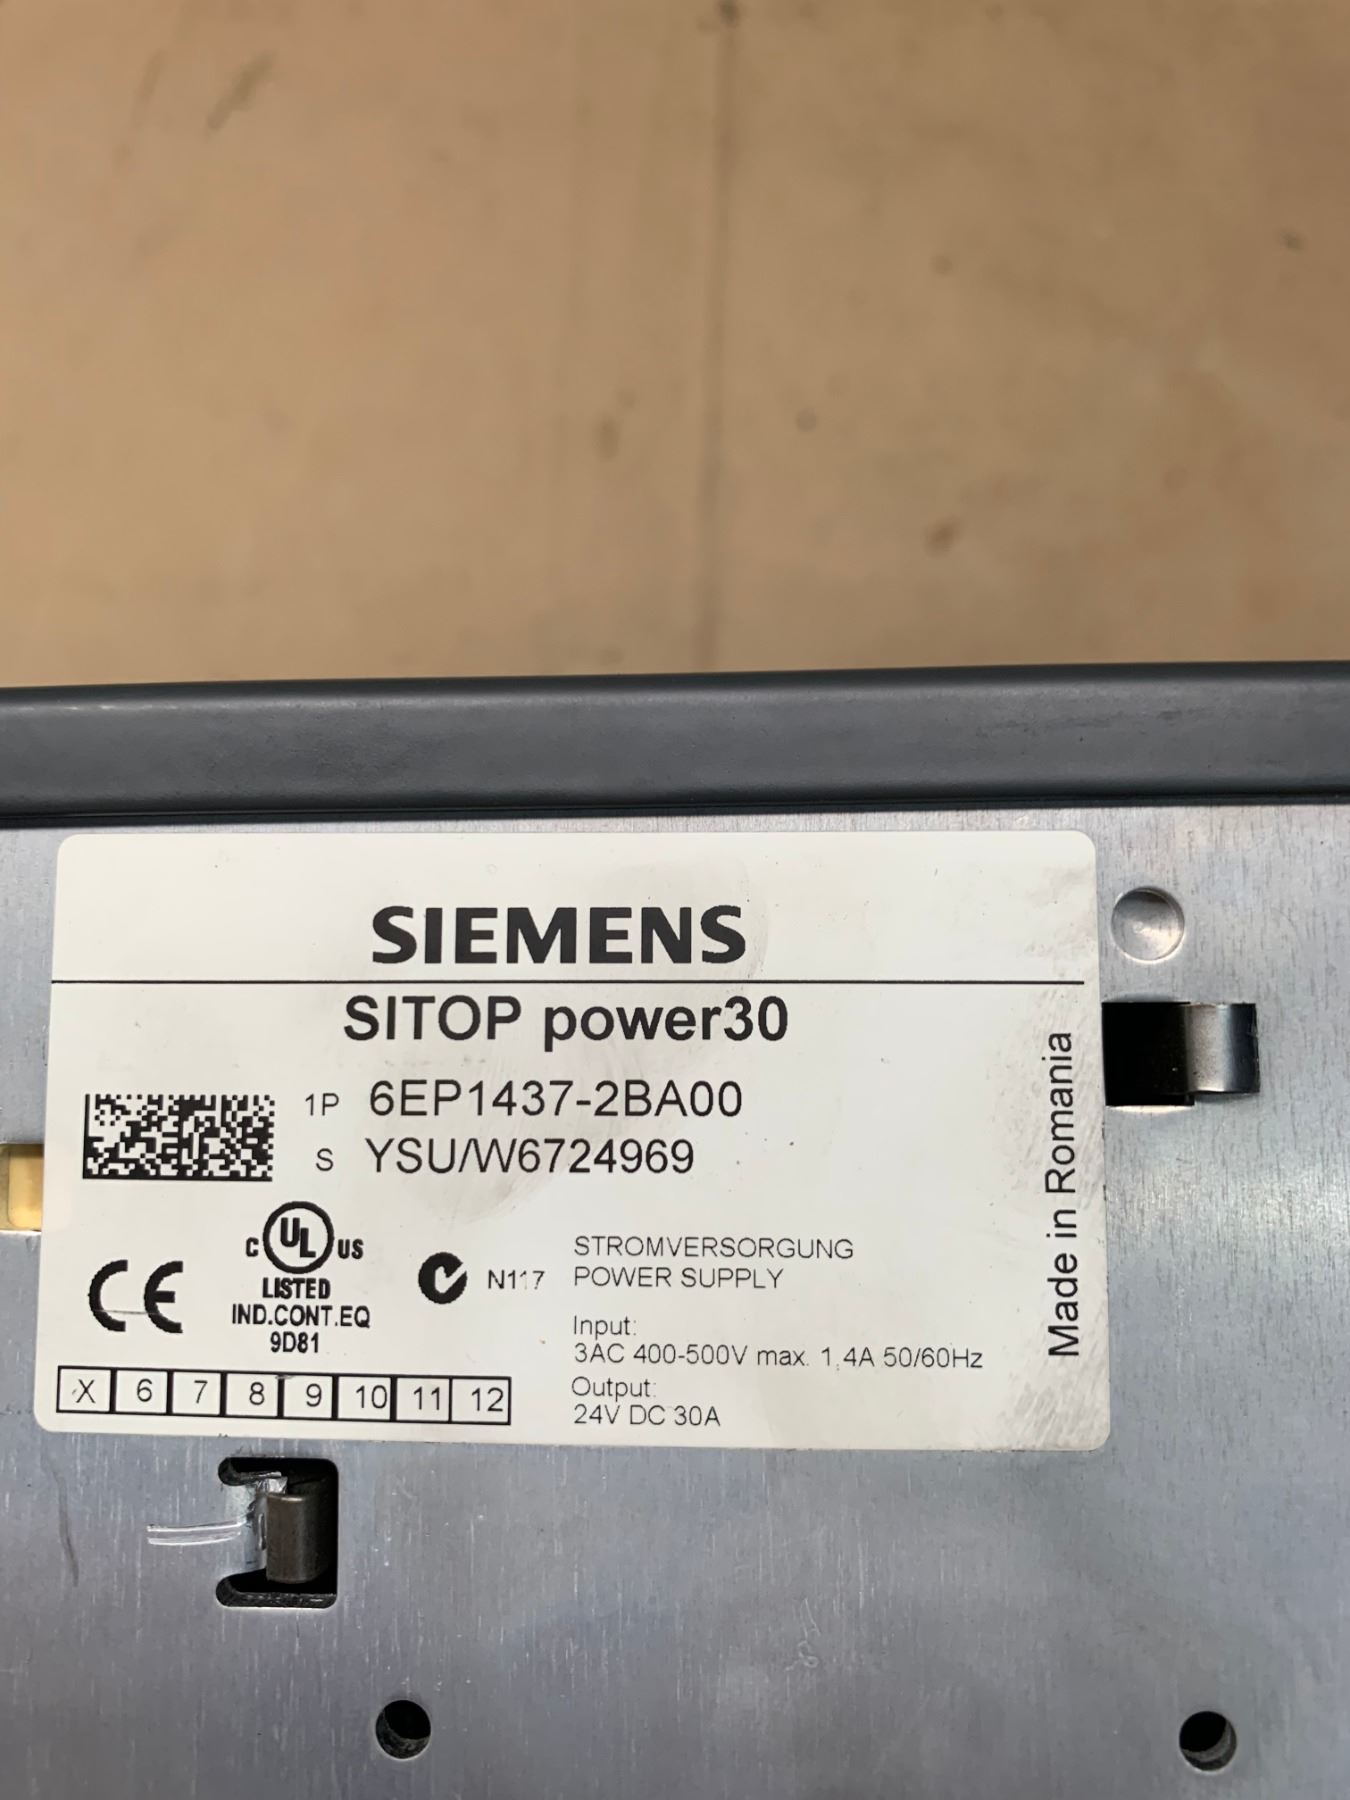 SIEMENS
SITOP power30
1P 6EP1437-2BA00
S YSU/W6724969
C UL US
LISTED
IND.CONT.EQ
9D81
CE
N117
STROMVERSORGUNG
POWER SUPPLY
Input:
3AC 400-500V max. 1,4A 50/60Hz
Output:
24V DC 30A
X 6 7 8 9 10 11 12
Made in Romania